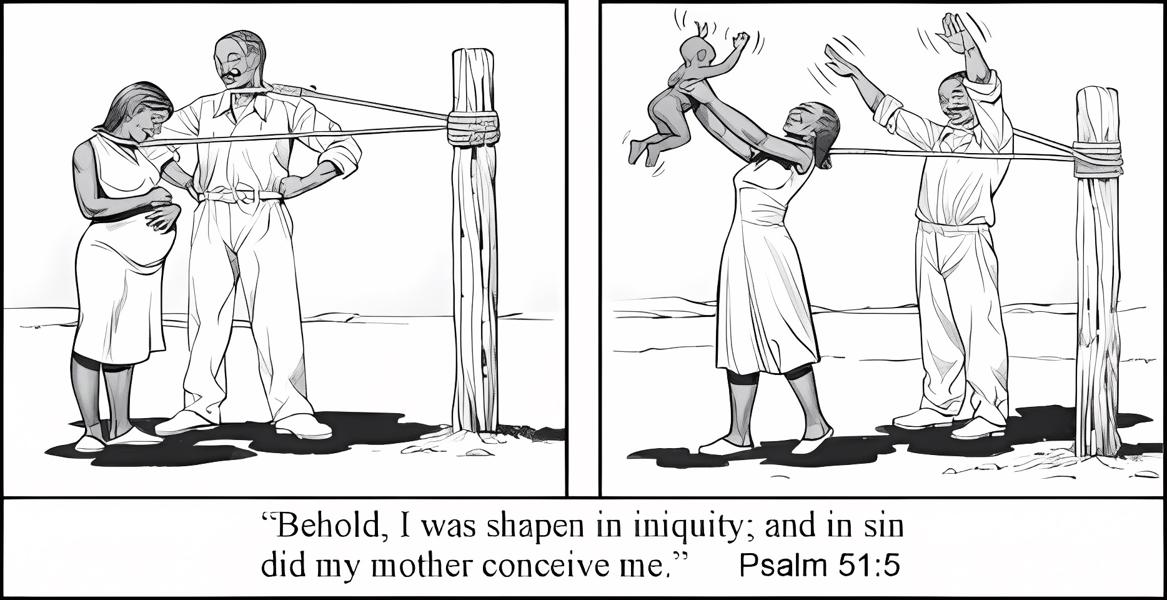 “Behold, I was shapen in iniquity; and in sin
did my mother conceive me.” Psalm 51:5